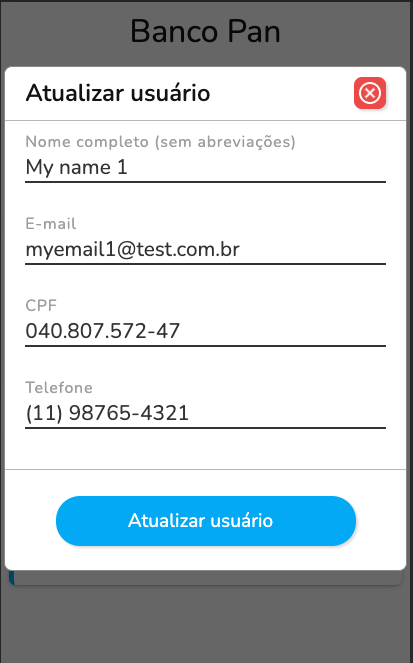 Banco Pan
Atualizar usuário
Nome completo (sem abreviações)
My name 1
E-mail
myemail1@test.com.br
CPF
040.807.572-47
Telefone
(11) 98765-4321
Atualizar usuário